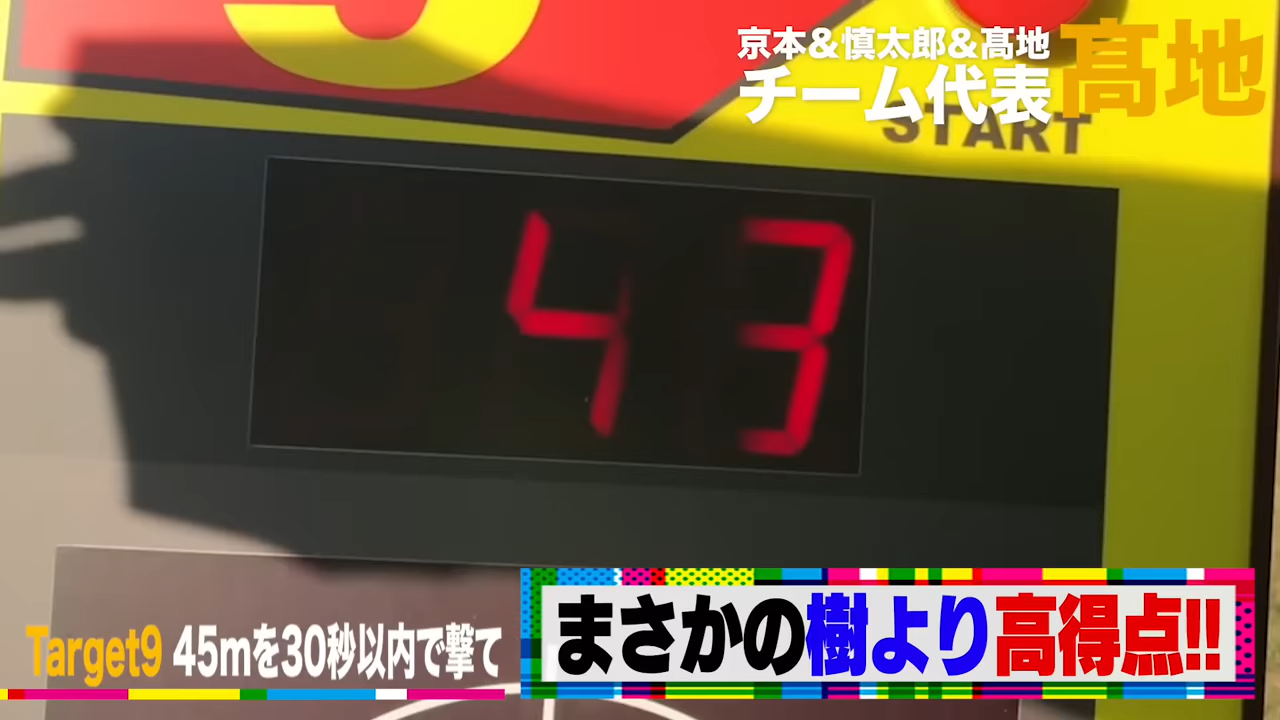 京本&慎太郎&髙地
チーム代表 髙地
START
43
Target9 45mを30秒以内で撃て
まさかの樹より高得点!!